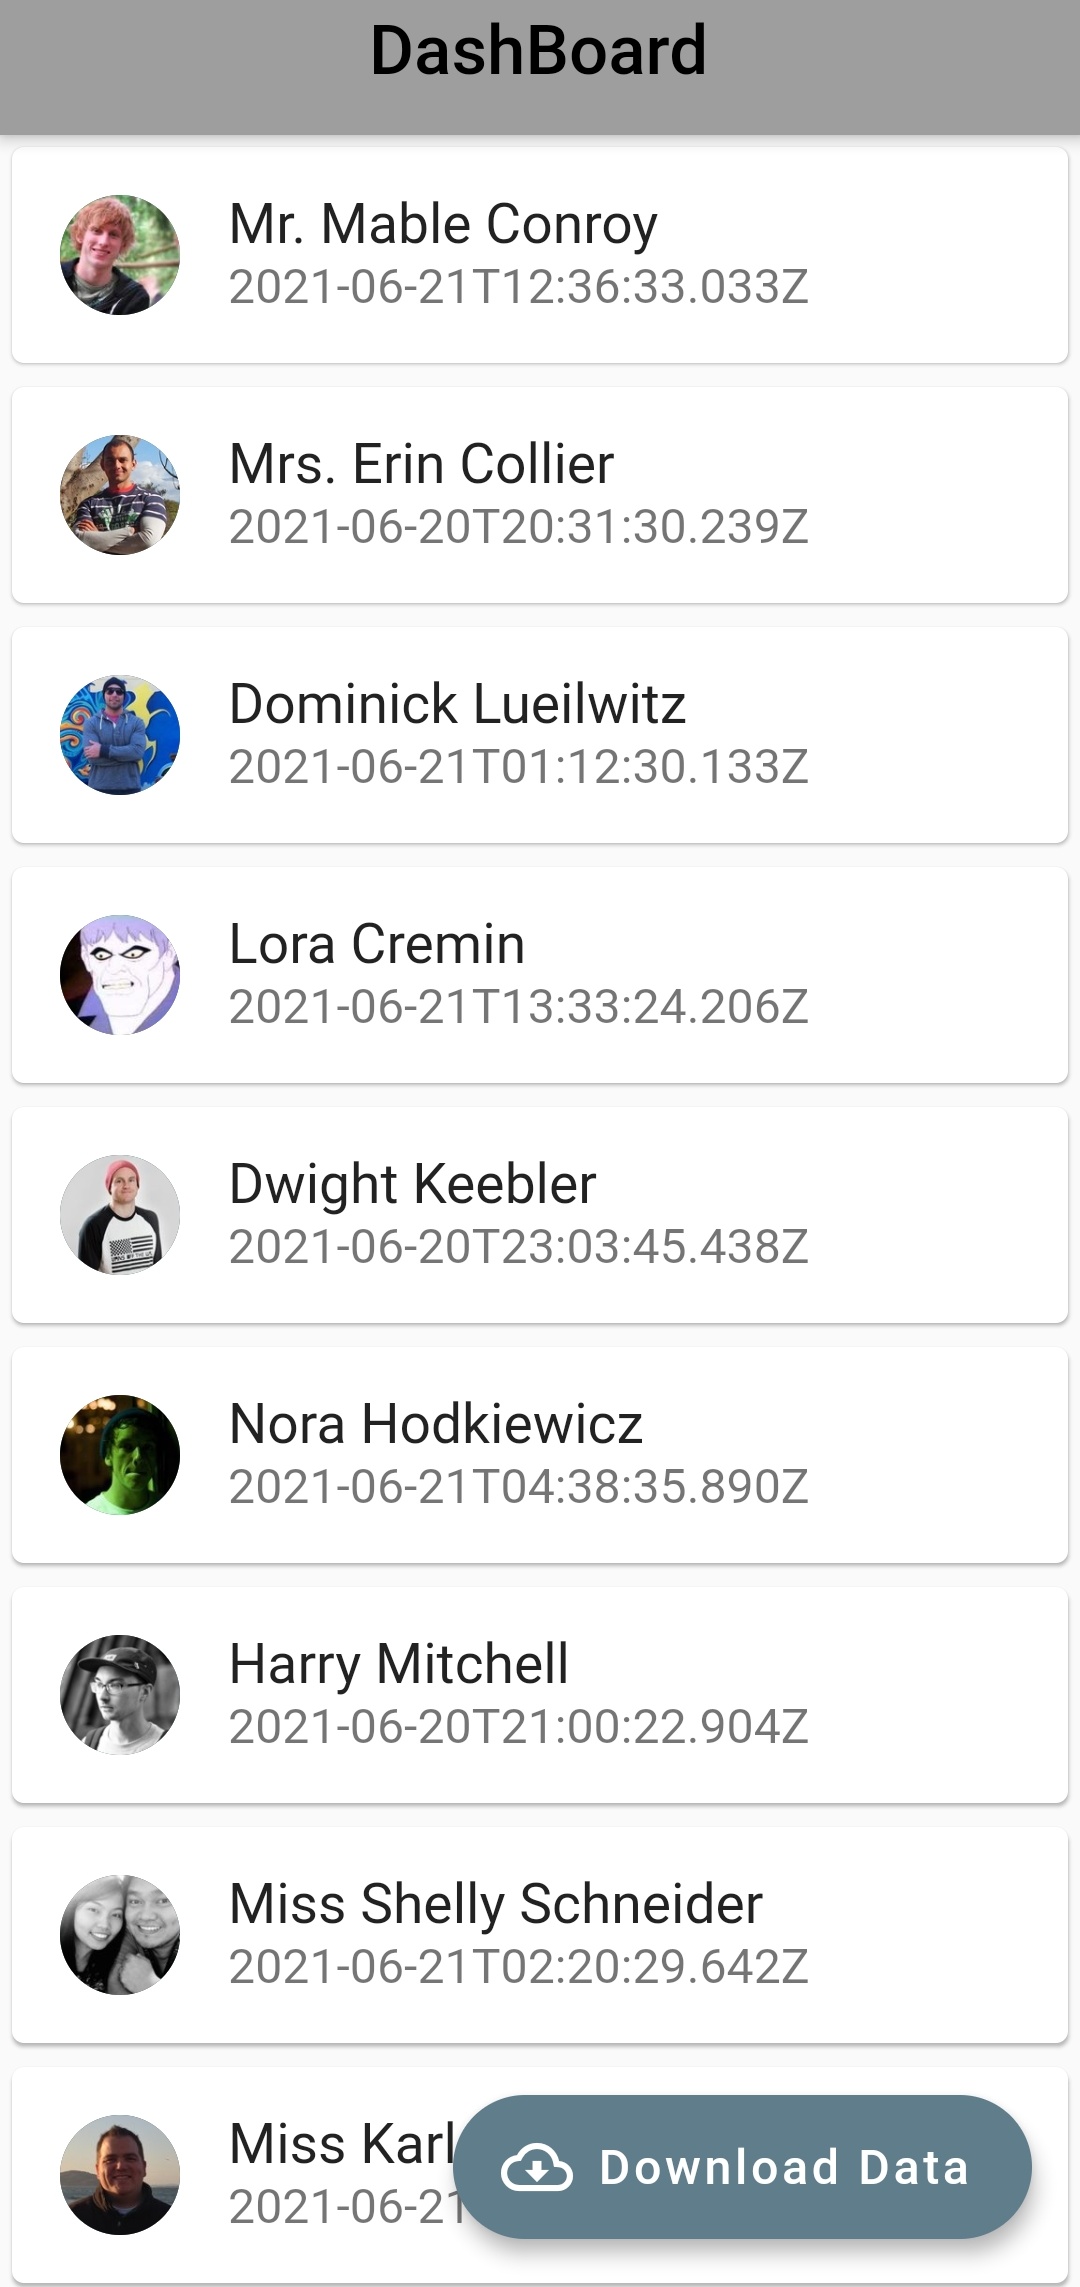 DashBoard
Mr. Mable Conroy
2021-06-21T12:36:33.033Z
Mrs. Erin Collier
2021-06-20T20:31:30.239Z
Dominick Lueilwitz
2021-06-21T01:12:30.133Z
Lora Cremin
2021-06-21T13:33:24.206Z
Dwight Keebler
2021-06-20T23:03:45.438Z
Nora Hodkiewicz
2021-06-21T04:38:35.890Z
Harry Mitchell
2021-06-20T21:00:22.904Z
Miss Shelly Schneider
2021-06-21T02:20:29.642Z
Miss Karl
2021-06-21
Download Data